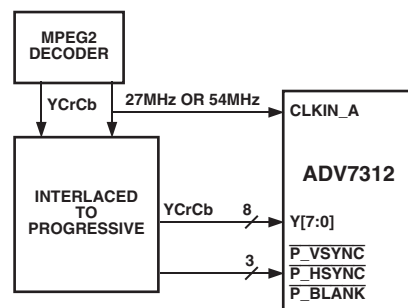 MPEG2
DECODER
YCrCb
27MHz OR 54MHz
CLKIN_A
ADV7312
INTERLACED
TO
PROGRESSIVE
YCrCb
8
Y[7:0]
3
P_VSYNC
P_HSYNC
P_BLANK